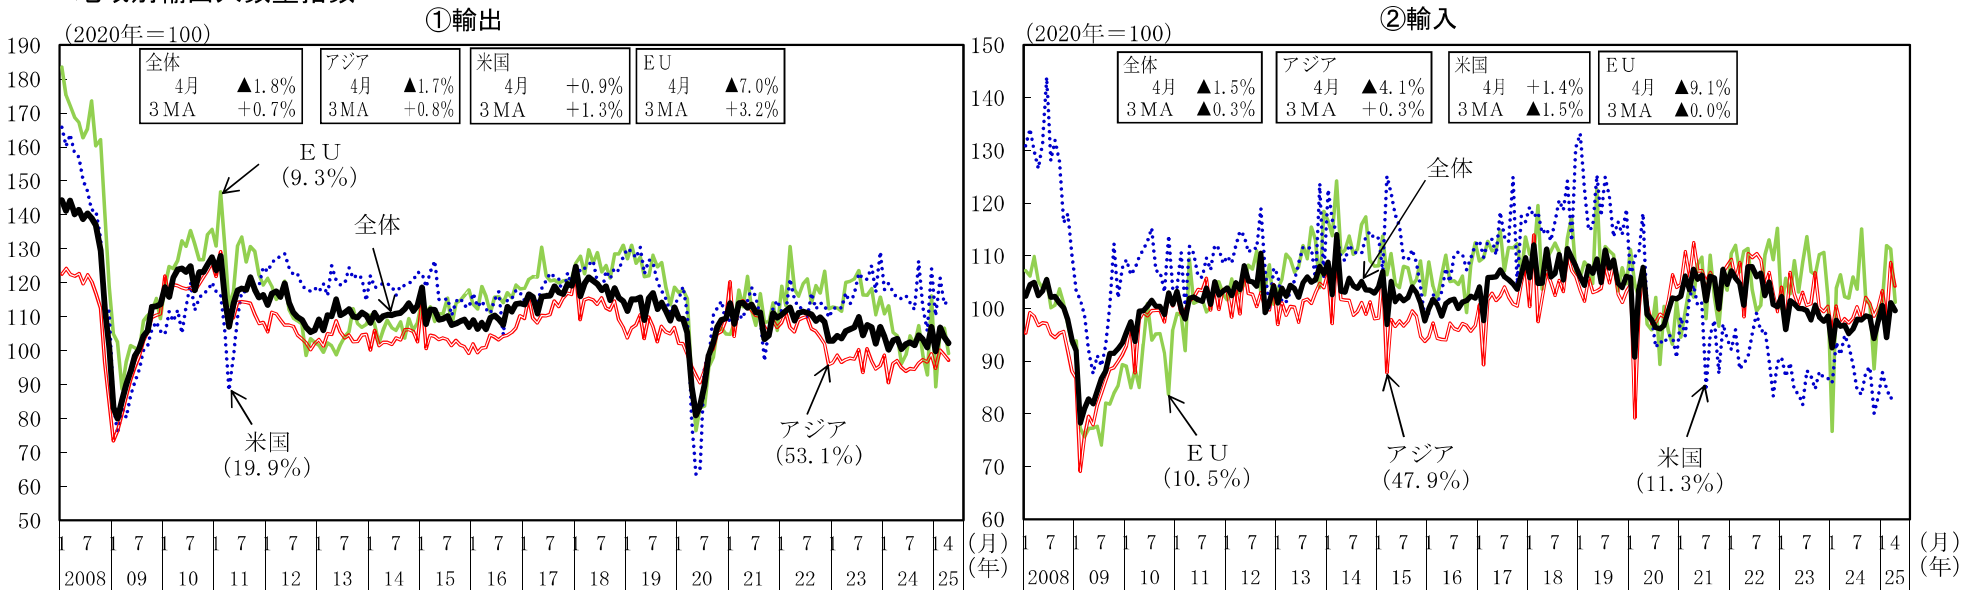 ①輸出
(2020年＝100)
190
180
170
160
150
140
130
120
110
100
90
80
70
60
50
全体
4月 ▲1.8%
3MA +0.7%
アジア
4月 ▲1.7%
3MA +0.8%
米国
4月 +0.9%
3MA +1.3%
EU
4月 ▲7.0%
3MA +3.2%
EU
(9.3%)
全体
米国
(19.9%)
アジア
(53.1%)
1 7 1 7 1 7 1 7 1 7 1 7 1 7 1 7 1 7 1 7 1 7 1 7 1 7 1 7 1 7 1 7 1 7 1 4 (月)
2008 09 10 11 12 13 14 15 16 17 18 19 20 21 22 23 24 25 (年)
②輸入
(2020年＝100)
150
140
130
120
110
100
90
80
70
60
全体
4月 ▲1.5%
3MA ▲0.3%
アジア
4月 ▲4.1%
3MA +0.3%
米国
4月 +1.4%
3MA ▲1.5%
EU
4月 ▲9.1%
3MA ▲0.0%
全体
EU
(10.5%)
アジア
(47.9%)
米国
(11.3%)
1 7 1 7 1 7 1 7 1 7 1 7 1 7 1 7 1 7 1 7 1 7 1 7 1 7 1 7 1 7 1 7 1 7 1 4 (月)
2008 09 10 11 12 13 14 15 16 17 18 19 20 21 22 23 24 25 (年)